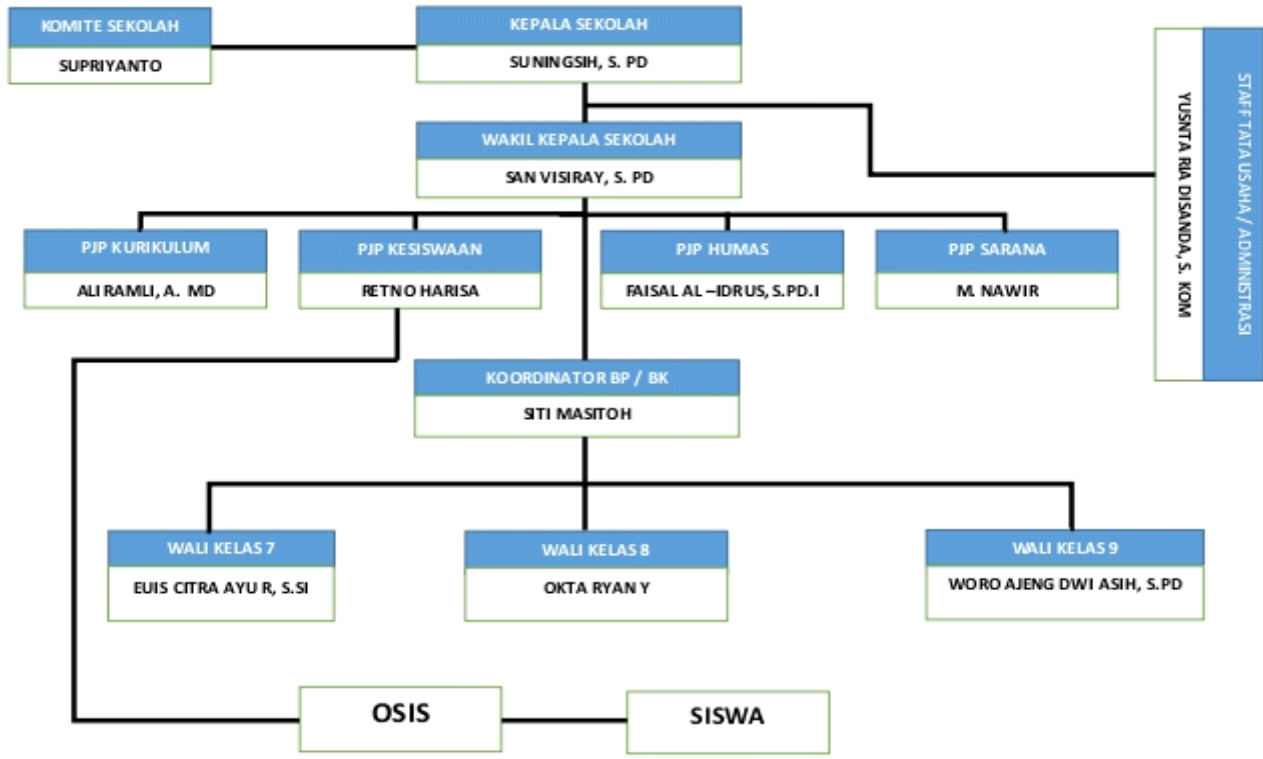 KOMITE SEKOLAH
SUPRIYANTO
KEPALA SEKOLAH
SUNINGSIH, S. PD
STAFF TATA USAHA / ADMINISTRASI
YUSNTA RIA DISANDA, S. KOM
WAKIL KEPALA SEKOLAH
SAN VISIRAY, S. PD
PJP KURIKULUM
ALI RAMLI, A. MD
PJP KESISWAAN
RETNO HARISA
PJP HUMAS
FAISAL AL –IDRUS, S.PD.I
PJP SARANA
M. NAWIR
KOORDINATOR BP / BK
SITI MASITOH
WALI KELAS 7
EUIS CITRA AYU R, S.SI
WALI KELAS 8
OKTA RYAN Y
WALI KELAS 9
WORO AJENG DWI ASIH, S.PD
OSIS
SISWA